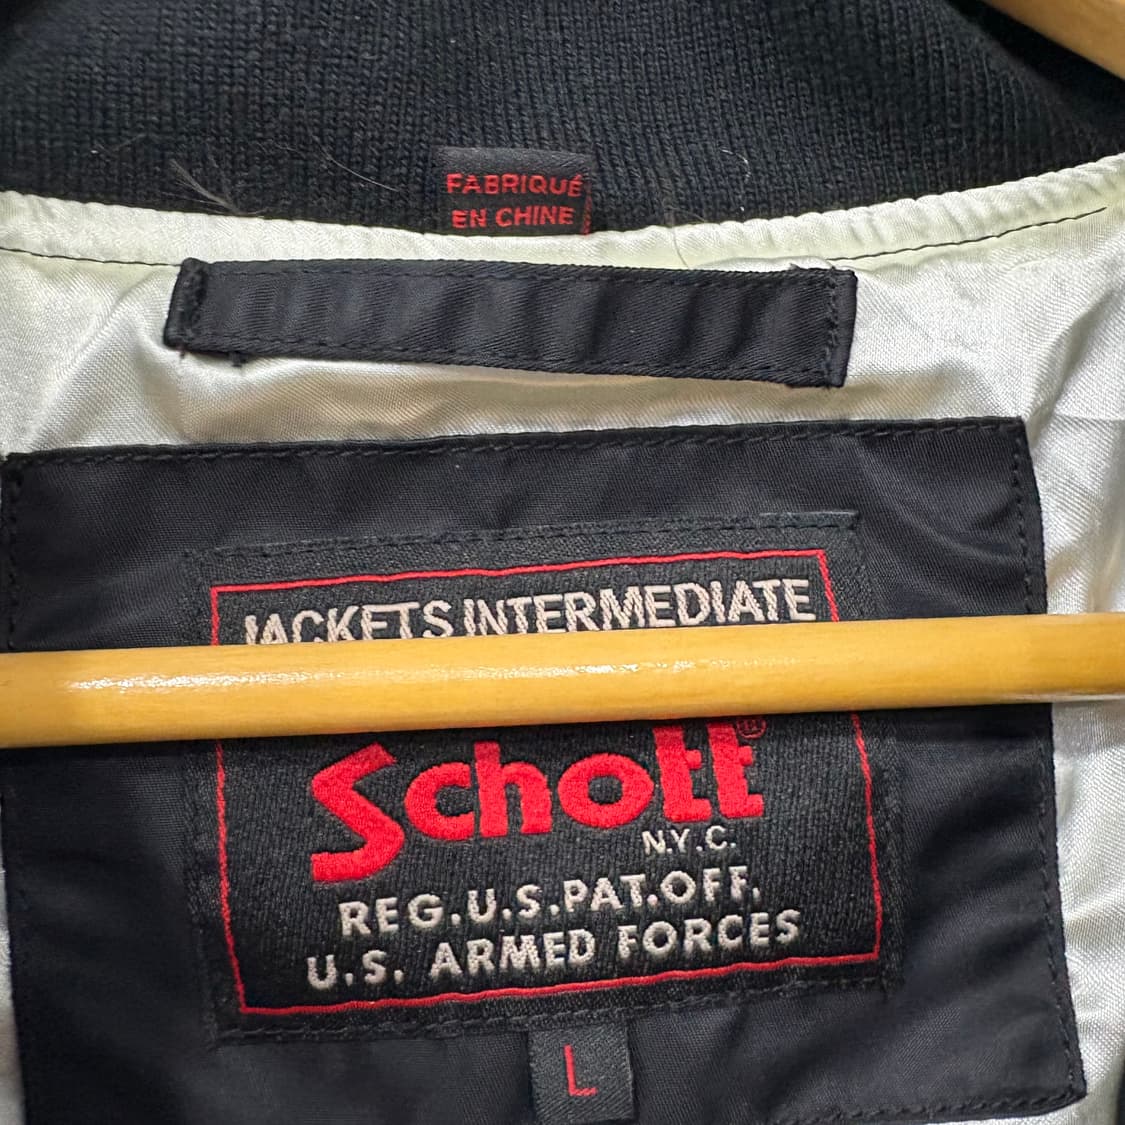 FABRIQUÉ
EN CHINE
JACKETS INTERMEDIATE
Schott®
N.Y.C.
REG.U.S.PAT.OFF.
U.S. ARMED FORCES
L